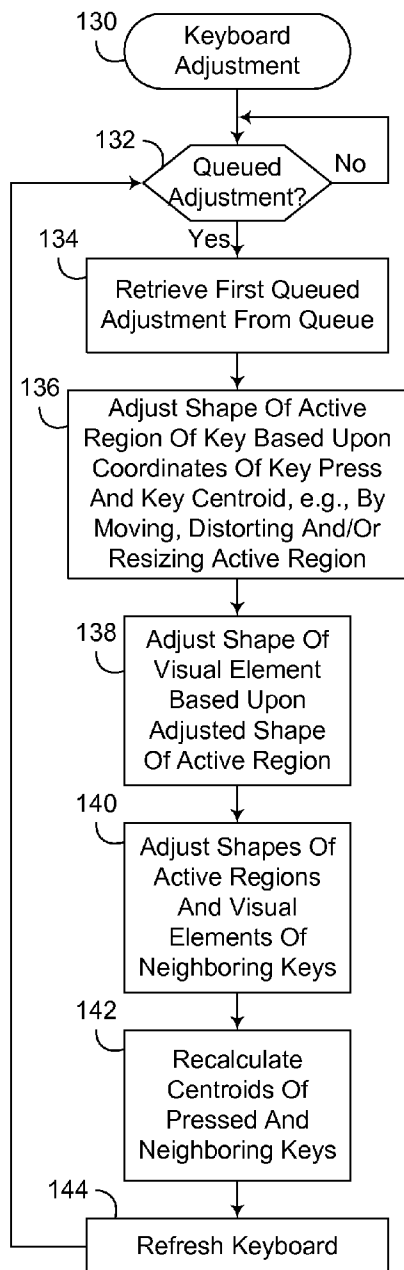 130
Keyboard
Adjustment
132
Queued
Adjustment?
No
Yes
134
Retrieve First Queued
Adjustment From Queue
136
Adjust Shape Of Active
Region Of Key Based Upon
Coordinates Of Key Press
And Key Centroid, e.g., By
Moving, Distorting And/Or
Resizing Active Region
138
Adjust Shape Of
Visual Element
Based Upon
Adjusted Shape
Of Active Region
140
Adjust Shapes Of
Active Regions
And Visual
Elements Of
Neighboring Keys
142
Recalculate
Centroids Of
Pressed And
Neighboring Keys
144
Refresh Keyboard